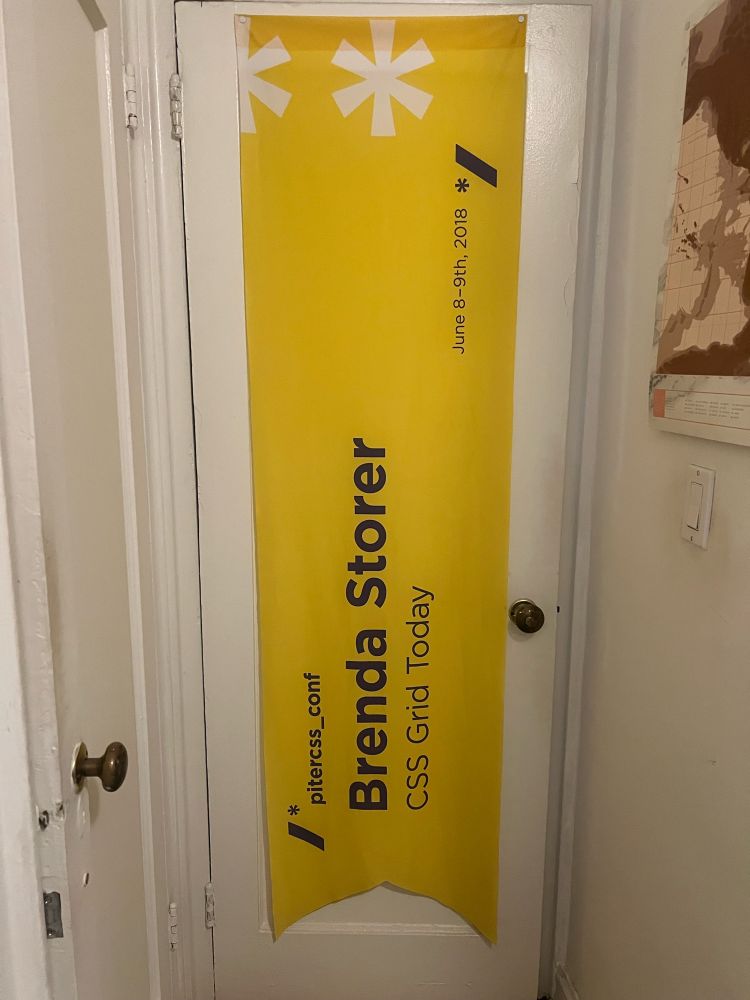 /*
pitercss_conf
Brenda Storer
CSS Grid Today
June 8–9th, 2018
*/